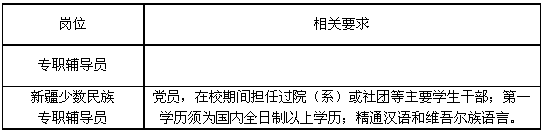 岗位 相关要求
专职辅导员
新疆少数民族 党员，在校期间担任过院（系）或社团等主要学生干部；第一
专职辅导员 学历须为国内全日制以上学历；精通汉语和维吾尔族语言。